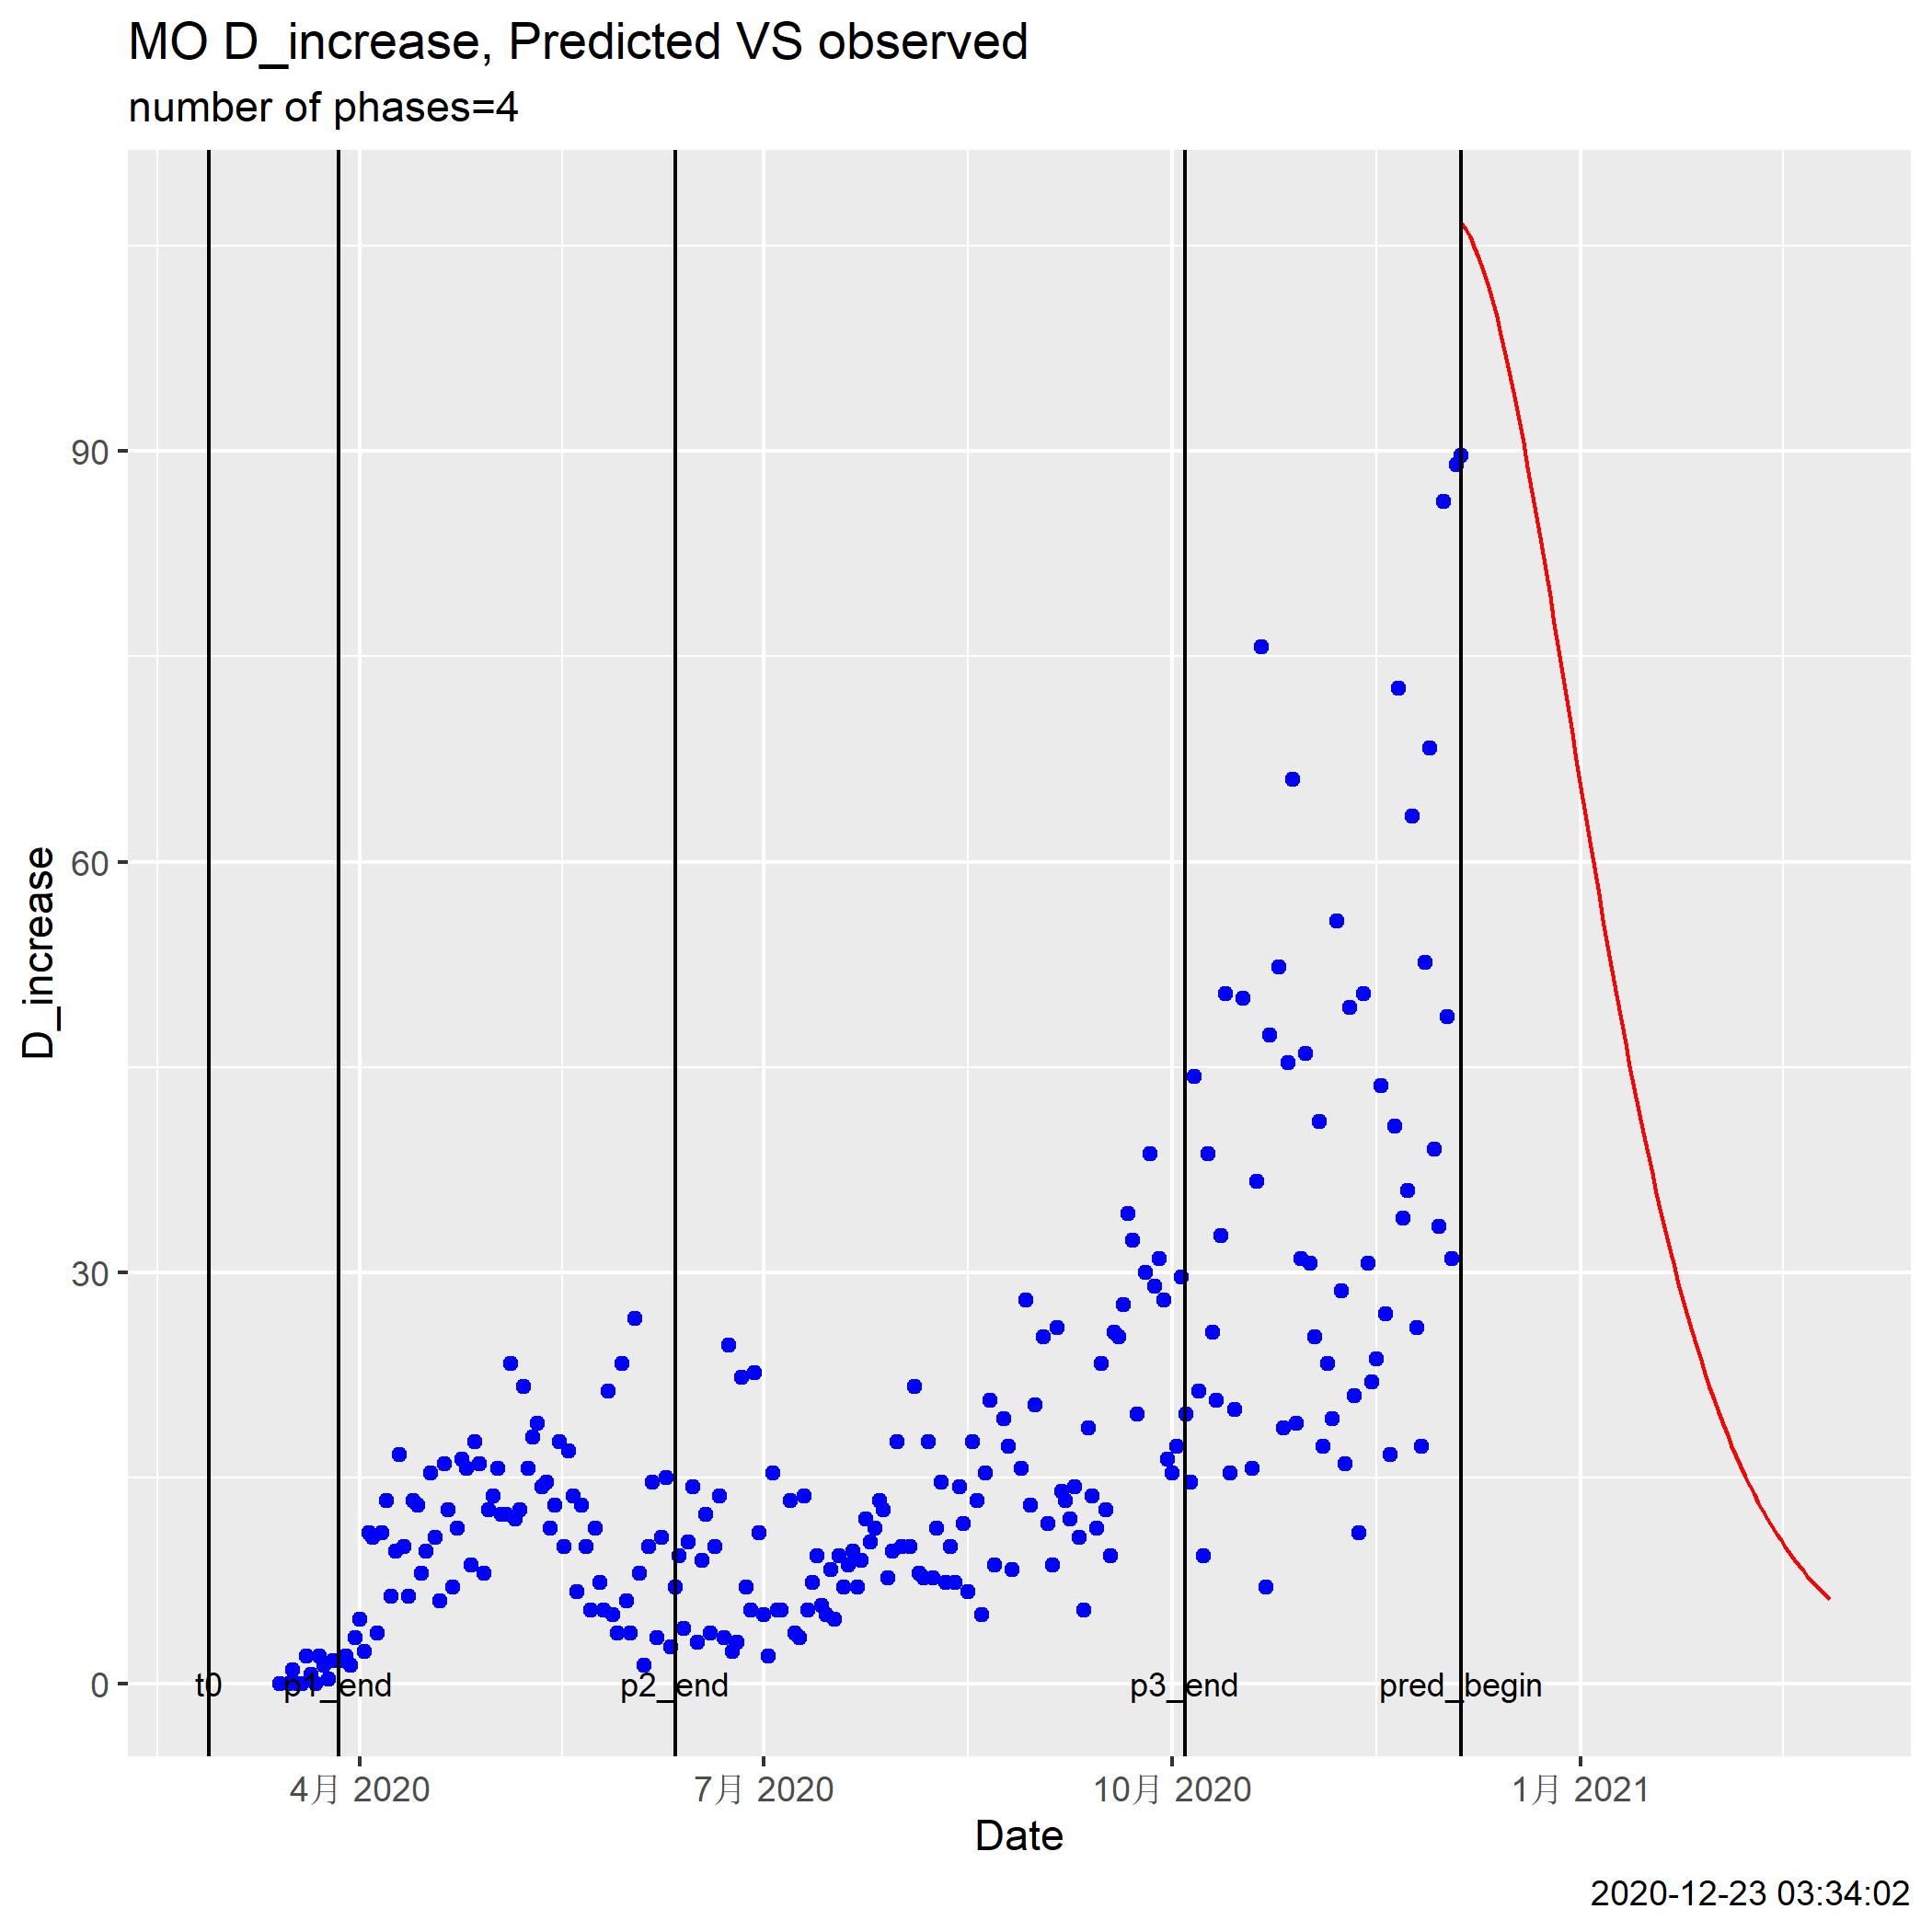 MO D_increase, Predicted VS observed
number of phases=4
D_increase
90
60
30
0
t0
p1_end
p2_end
p3_end
pred_begin
4月 2020
7月 2020
10月 2020
1月 2021
Date
2020-12-23 03:34:02